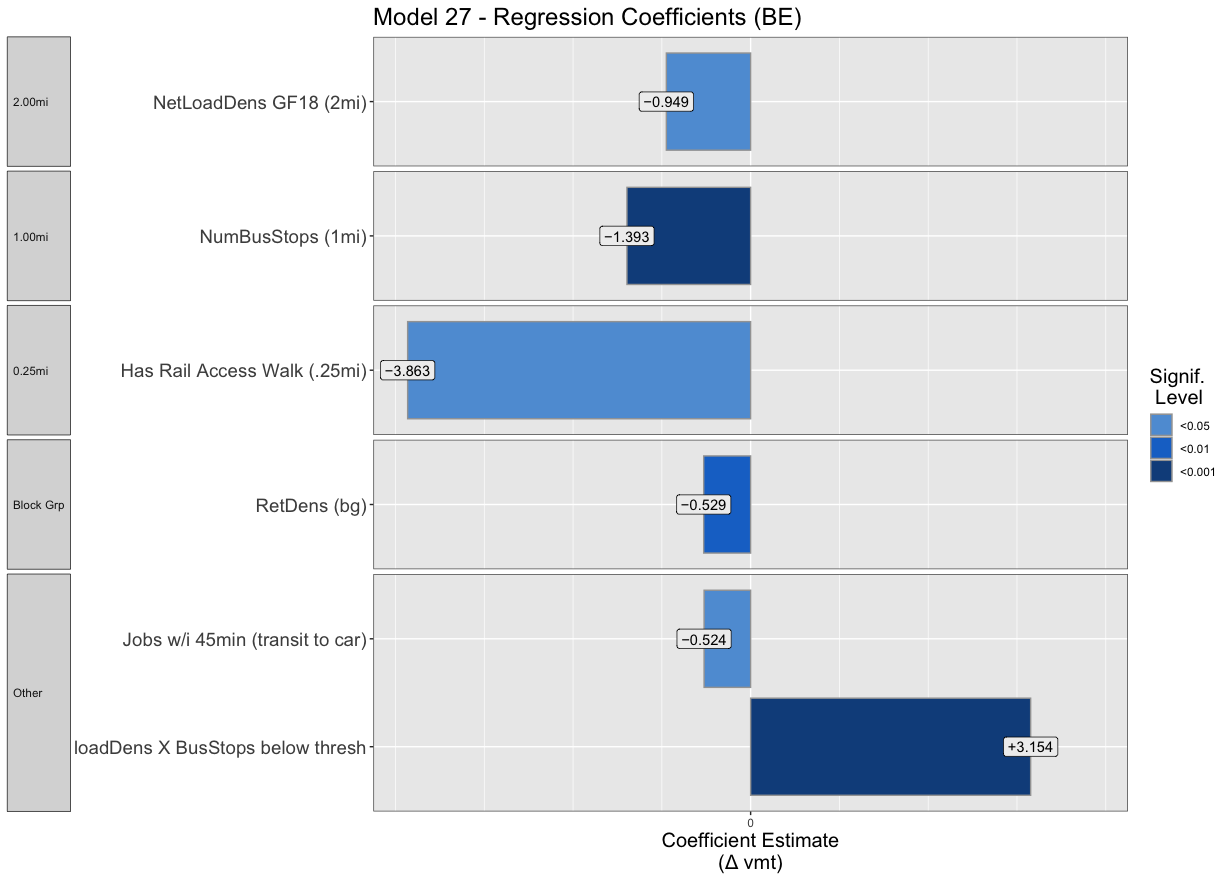 Model 27 - Regression Coefficients (BE)
2.00mi
NetLoadDens GF18 (2mi)
−0.949
1.00mi
NumBusStops (1mi)
−1.393
0.25mi
Has Rail Access Walk (.25mi)
−3.863
Block Grp
RetDens (bg)
−0.529
Other
Jobs w/i 45min (transit to car)
−0.524
loadDens X BusStops below thresh
+3.154
0
Coefficient Estimate
(Δ vmt)
Signif.
Level
<0.05
<0.01
<0.001